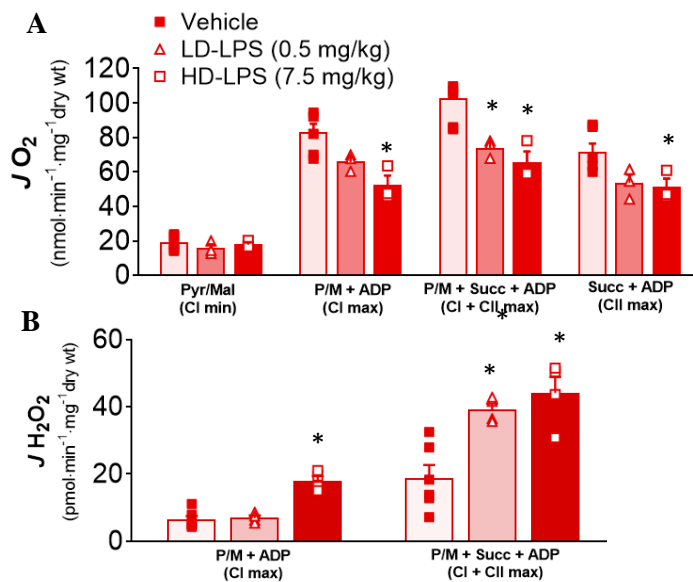 A
Vehicle
LD-LPS (0.5 mg/kg)
HD-LPS (7.5 mg/kg)
J O₂
(nmol·min⁻¹·mg⁻¹dry wt)
120
100
80
60
40
20
0
*
* *
*
Pyr/Mal
(CI min)
P/M + ADP
(CI max)
P/M + Succ + ADP
(CI + CII max)
Succ + ADP
(CII max)
*
B
J H₂O₂
(pmol·min⁻¹·mg⁻¹dry wt)
60
40
20
0
*
*
*
P/M + ADP
(CI max)
P/M + Succ + ADP
(CI + CII max)